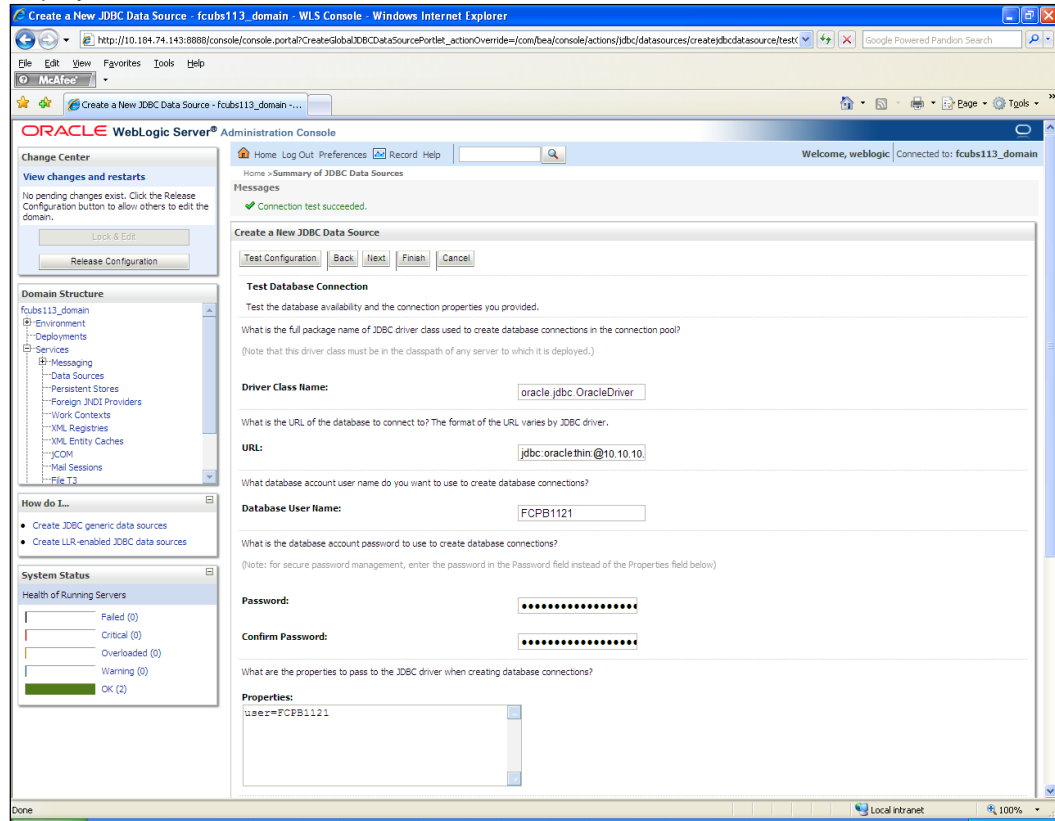 Create a New JDBC Data Source - fcubs113_domain - WLS Console - Windows Internet Explorer
http://10.184.74.143:8888/console/console.portal?CreateGlobalJDBCDataSourcePortlet_actionOverride=/com/bea/console/actions/jdbc/datasources/createjdbcdatasource/test(
Google Powered Pandion Search
File Edit View Favorites Tools Help
McAfee
Create a New JDBC Data Source - fcubs113_domain -...
Page Tools
ORACLE WebLogic Server® Administration Console
Change Center
View changes and restarts
No pending changes exist. Click the Release
Configuration button to allow others to edit the
domain.
Lock & Edit
Release Configuration
Domain Structure
fcubs113_domain
Environment
Deployments
Services
Messaging
Data Sources
Persistent Stores
Foreign JNDI Providers
Work Contexts
XML Registries
XML Entity Caches
jCOM
Mail Sessions
File T3
How do I...
Create JDBC generic data sources
Create LLR-enabled JDBC data sources
System Status
Health of Running Servers
Failed (0)
Critical (0)
Overloaded (0)
Warning (0)
OK (2)
Home Log Out Preferences Record Help
Welcome, weblogic Connected to: fcubs113_domain
Home >Summary of JDBC Data Sources
Messages
Connection test succeeded.
Create a New JDBC Data Source
Test Configuration Back Next Finish Cancel
Test Database Connection
Test the database availability and the connection properties you provided.
What is the full package name of JDBC driver class used to create database connections in the connection pool?
(Note that this driver class must be in the classpath of any server to which it is deployed.)
Driver Class Name: oracle.jdbc.OracleDriver
What is the URL of the database to connect to? The format of the URL varies by JDBC driver.
URL: jdbc:oracle:thin:@10.10.10.
What database account user name do you want to use to create database connections?
Database User Name: FCPB1121
What is the database account password to use to create database connections?
(Note: for secure password management, enter the password in the Password field instead of the Properties field below)
Password:
Confirm Password:
What are the properties to pass to the JDBC driver when creating database connections?
Properties:
user=FCPB1121
Done
Local intranet
100%